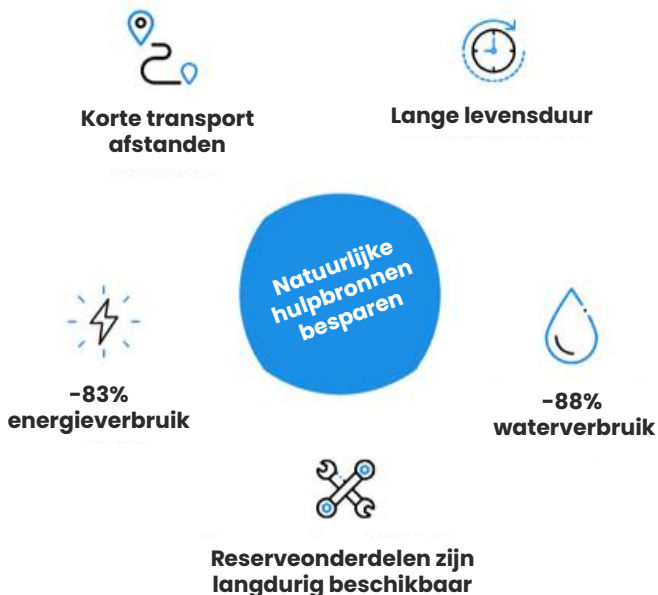 Korte transport
afstanden
Lange levensduur
Natuurlijke
hulpbronnen
besparen
-83%
energieverbruik
-88%
waterverbruik
Reserveonderdelen zijn
langdurig beschikbaar